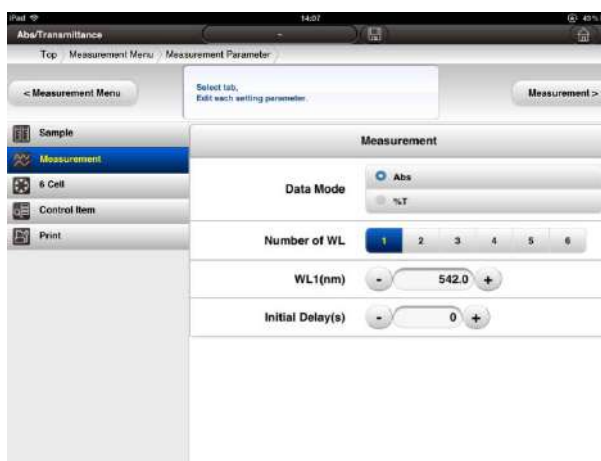 iPad 14:07 49%
Abs/Transmittance -
Top Measurement Menu Measurement Parameter
< Measurement Menu
Select tab,
Edit each setting parameter.
Measurement >
Sample
Measurement
6 Cell
Control Item
Print
Measurement
Data Mode
Abs
%T
Number of WL 1 2 3 4 5 6
WL1(nm) - 542.0 +
Initial Delay(s) - 0 +